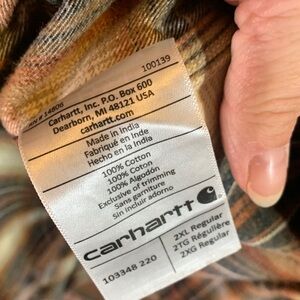 RN # 14806
100139
Carhartt, Inc. P.O. Box 600
Dearborn, MI 48121 USA
carhartt.com
Made in India
Fabriqué en Inde
Hecho en la India
100% Cotton
100% Coton
100% Algodón
Exclusive of trimming
Sans garniture
Sin incluir adorno
carhartt
103348 220
2XL Regular
2TG Régulière
2XG Regular